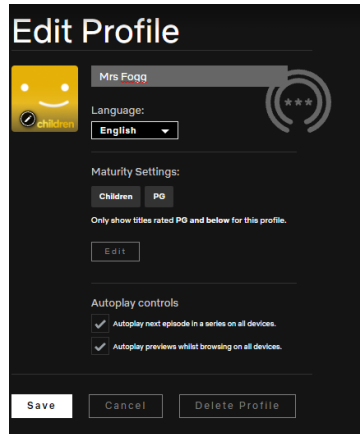 Edit Profile
Mrs Fogg
***
children
Language:
English
Maturity Settings:
Children PG
Only show titles rated PG and below for this profile.
Edit
Autoplay controls
Autoplay next episode in a series on all devices.
Autoplay previews whilst browsing on all devices.
Save Cancel Delete Profile